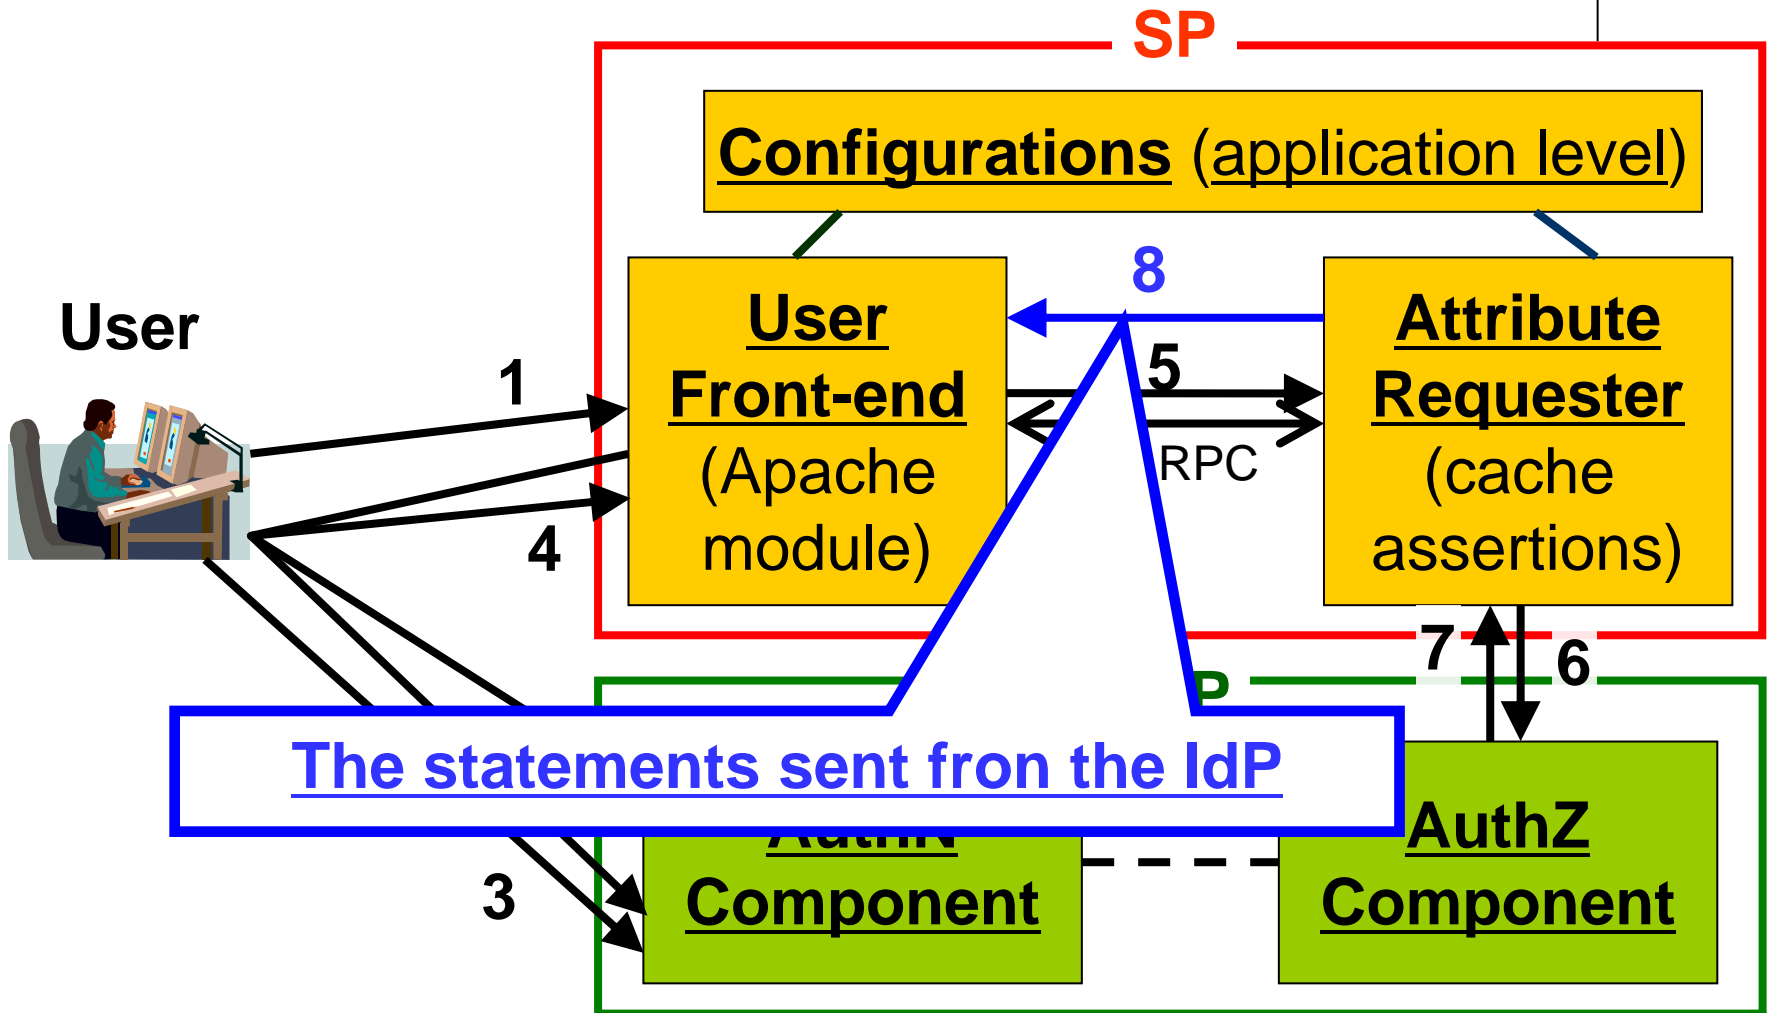 SP
Configurations (application level)
User
1
4
3
User
Front-end
(Apache
module)
8
5
RPC
Attribute
Requester
(cache
assertions)
7
6
P
The statements sent fron the IdP
AuthN
Component
AuthZ
Component